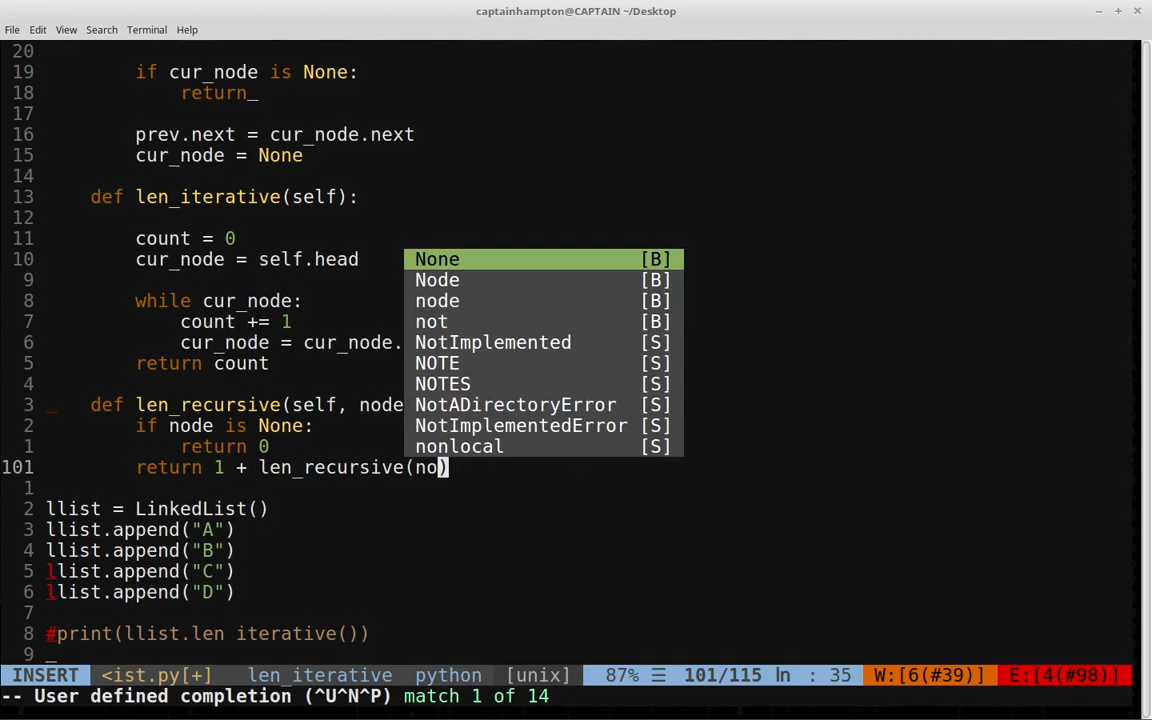 captainhampton@CAPTAIN ~/Desktop
File Edit View Search Terminal Help
20
19 if cur_node is None:
18 return_
17
16 prev.next = cur_node.next
15 cur_node = None
14
13 def len_iterative(self):
12
11 count = 0
10 cur_node = self.head None [B]
9 Node [B]
8 while cur_node: node [B]
7 count += 1 not [B]
6 cur_node = cur_node. NotImplemented [S]
5 return count NOTE [S]
4 NOTES [S]
3 _ def len_recursive(self, node NotADirectoryError [S]
2 if node is None: NotImplementedError [S]
1 return 0 nonlocal [S]
101 return 1 + len_recursive(no)
1
2 llist = LinkedList()
3 llist.append("A")
4 llist.append("B")
5 llist.append("C")
6 llist.append("D")
7
8 #print(llist.len iterative())
9 _
INSERT <ist.py[+] len_iterative python [unix] 87% ☰ 101/115 ln : 35 W:[6(#39)] E:[4(#98)]
-- User defined completion (^U^N^P) match 1 of 14